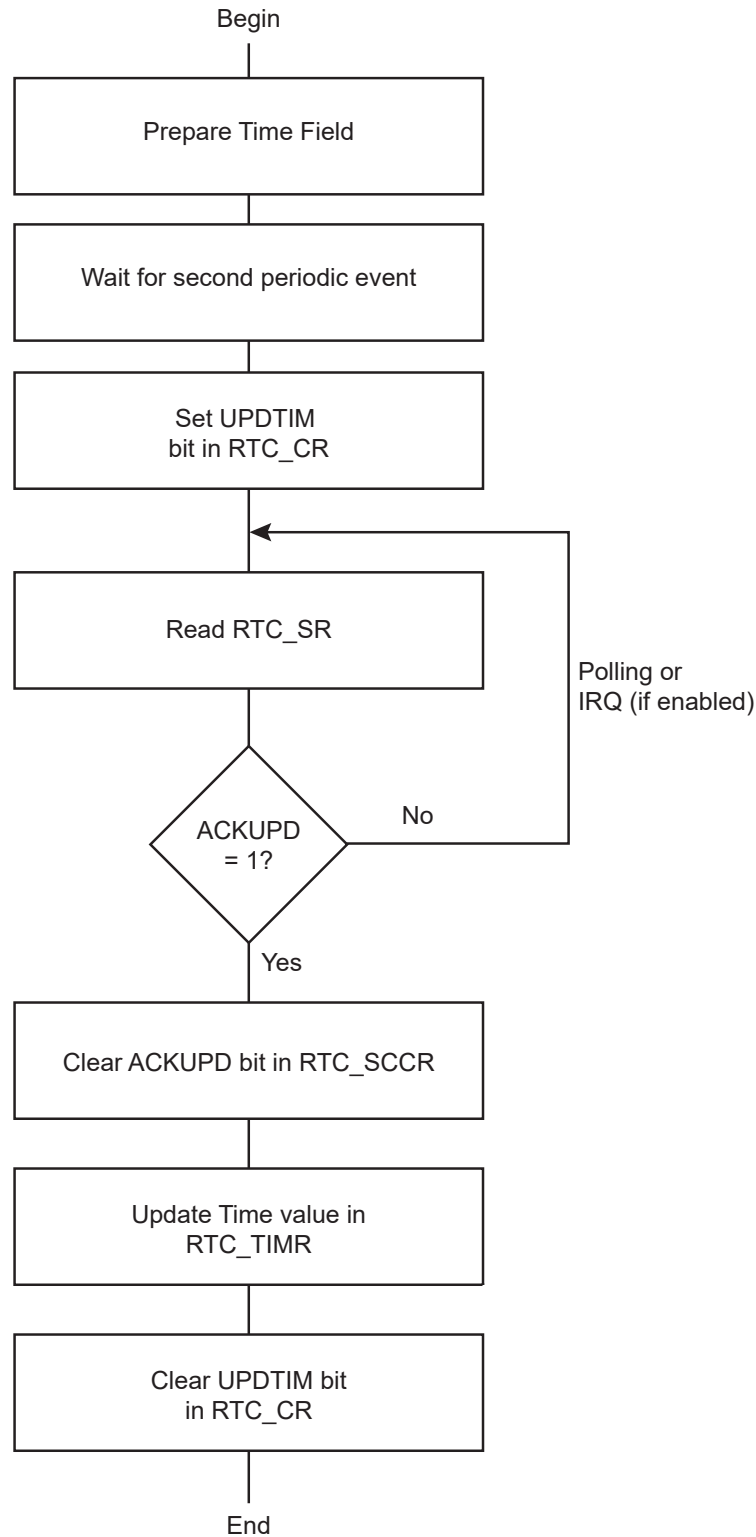 Begin
Prepare Time Field
Wait for second periodic event
Set UPDTIM
bit in RTC_CR
Read RTC_SR
Polling or
IRQ (if enabled)
ACKUPD
= 1?
No
Yes
Clear ACKUPD bit in RTC_SCCR
Update Time value in
RTC_TIMR
Clear UPDTIM bit
in RTC_CR
End